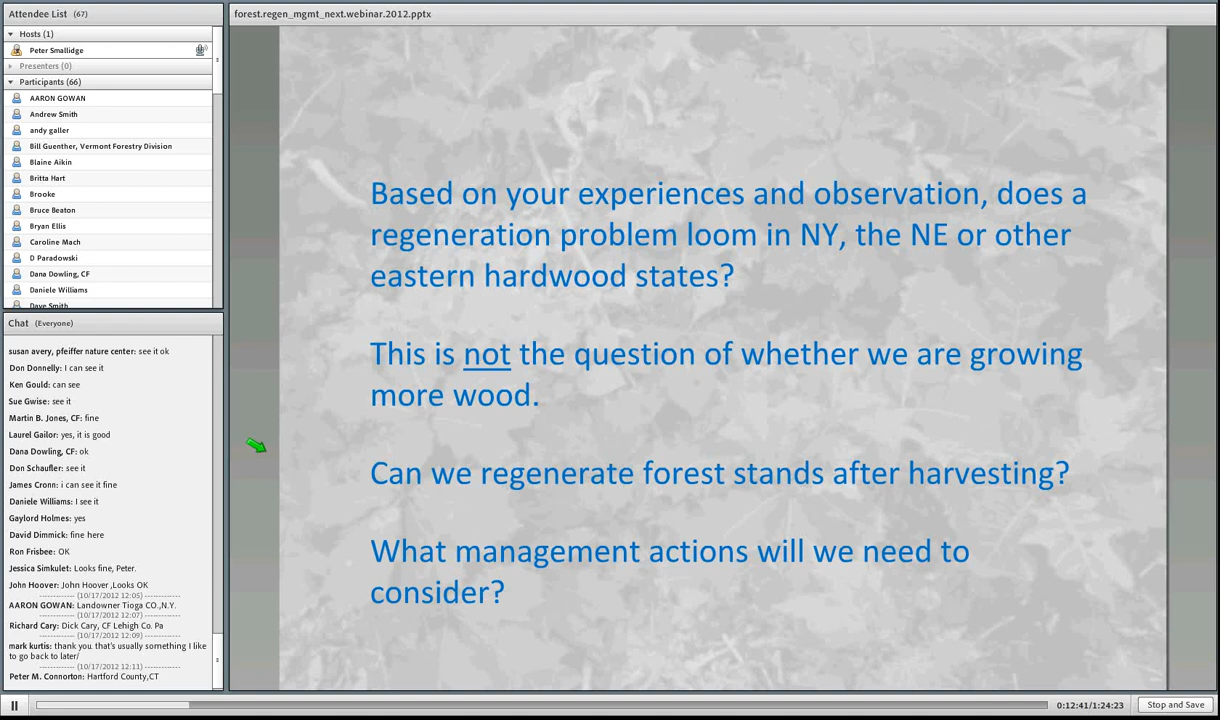 Attendee List (67)
Hosts (1)
Peter Smallidge
Presenters (0)
Participants (66)
AARON GOWAN
Andrew Smith
andy galler
Bill Guenther, Vermont Forestry Division
Blaine Aikin
Britta Hart
Brooke
Bruce Beaton
Bryan Ellis
Caroline Mach
D Paradowski
Dana Dowling, CF
Daniele Williams
Dave Smith
Chat (Everyone)
susan avery, pfeiffer nature center: see it ok
Don Donnelly: I can see it
Ken Gould: can see
Sue Gwise: see it
Martin B. Jones, CF: fine
Laurel Gailor: yes, it is good
Dana Dowling, CF: ok
Don Schaufler: see it
James Cronn: i can see it fine
Daniele Williams: I see it
Gaylord Holmes: yes
David Dimmick: fine here
Ron Frisbee: OK
Jessica Simkulet: Looks fine, Peter.
John Hoover: John Hoover ,Looks OK
------------- (10/17/2012 12:05) -------------
AARON GOWAN: Landowner Tioga CO.,N.Y.
------------- (10/17/2012 12:07) -------------
Richard Cary: Dick Cary, CF Lehigh Co. Pa
------------- (10/17/2012 12:09) -------------
mark kurtis: thank you. that's usually something I like
to go back to later/
------------- (10/17/2012 12:11) -------------
Peter M. Connorton: Hartford County,CT
forest.regen_mgmt_next.webinar.2012.pptx
Based on your experiences and observation, does a
regeneration problem loom in NY, the NE or other
eastern hardwood states?
This is not the question of whether we are growing
more wood.
Can we regenerate forest stands after harvesting?
What management actions will we need to
consider?
0:12:41/1:24:23
Stop and Save